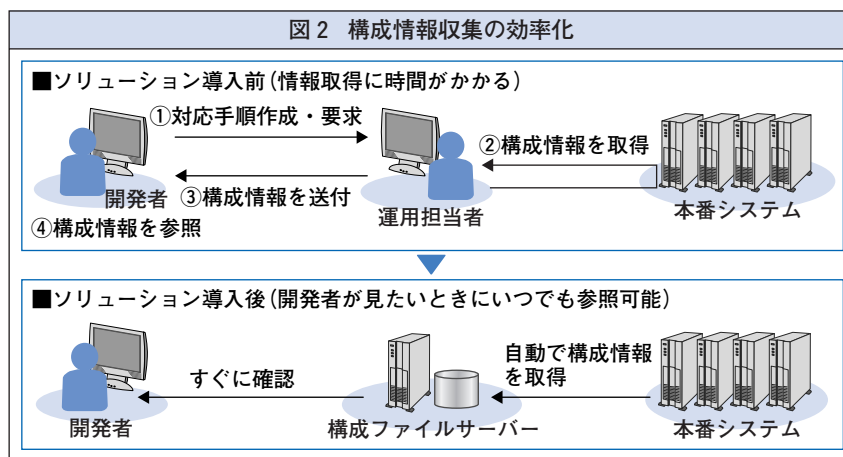 図2 構成情報収集の効率化
■ソリューション導入前(情報取得に時間がかかる)
①対応手順作成・要求
②構成情報を取得
③構成情報を送付
開発者
運用担当者
本番システム
④構成情報を参照
■ソリューション導入後(開発者が見たいときにいつでも参照可能)
自動で構成情報
を取得
すぐに確認
開発者
構成ファイルサーバー
本番システム